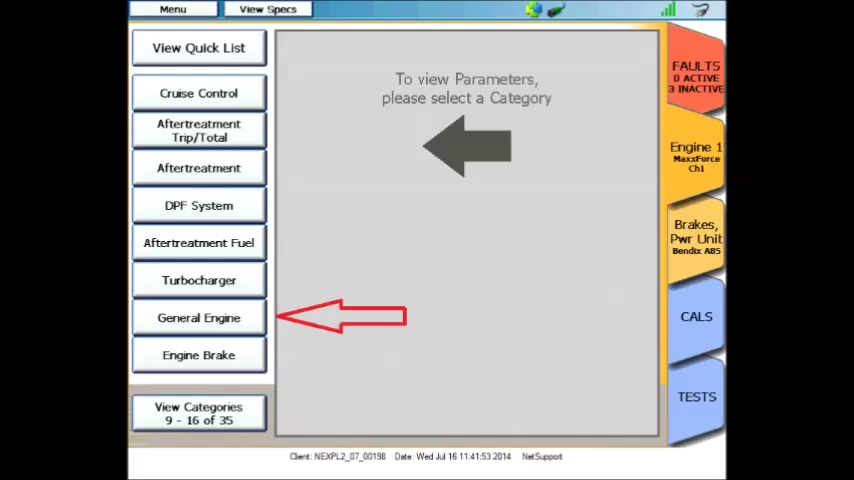 Menu
View Specs
View Quick List
Cruise Control
Aftertreatment
Trip/Total
Aftertreatment
DPF System
Aftertreatment Fuel
Turbocharger
General Engine
Engine Brake
View Categories
9 - 16 of 35
To view Parameters,
please select a Category
FAULTS
0 ACTIVE
3 INACTIVE
Engine 1
MaxxForce
Ch1
Brakes,
Pwr Unit
Bendix ABS
CALS
TESTS
Client: NEXPL2_07_00198 Date: Wed Jul 16 11:41:53 2014 NetSupport